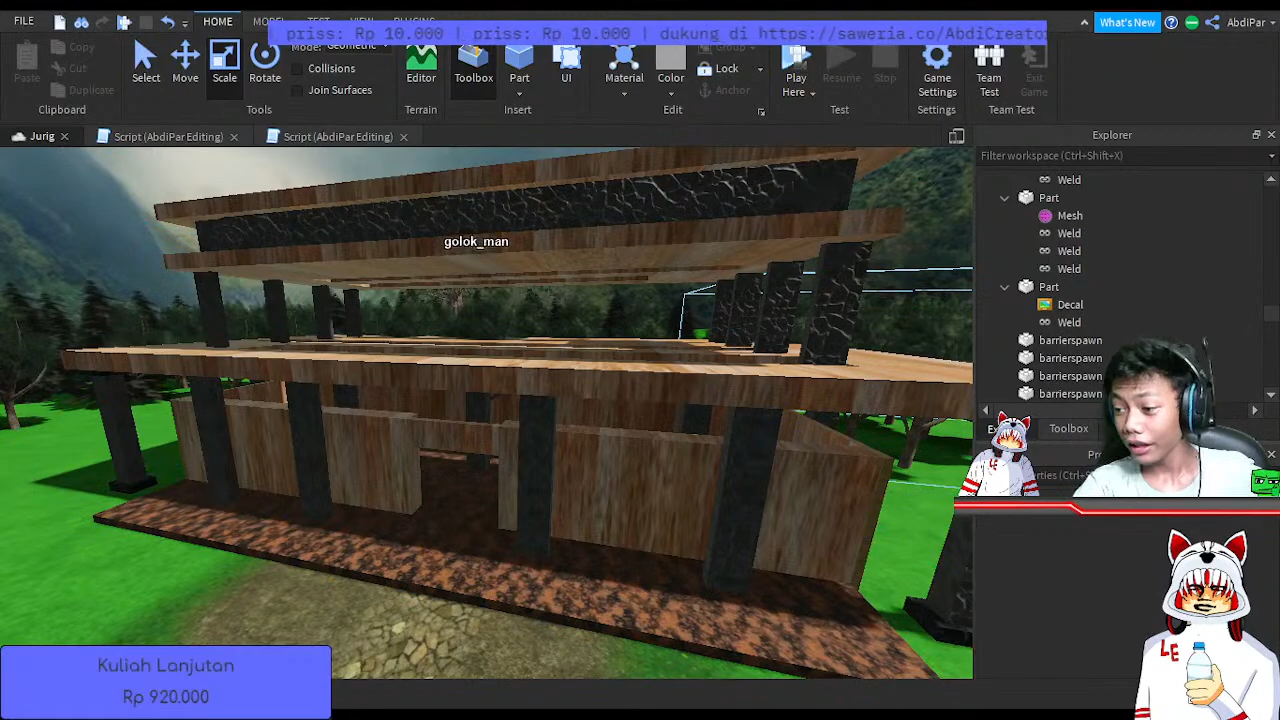 FILE HOME
priss: Rp 10.000 | priss: Rp 10.000 | dukung di https://saweria.co/AbdiCreato
What's New AbdiPar
Copy
Cut
Duplicate
Paste
Clipboard
Select Move Scale Rotate
Mode:
Collisions
Join Surfaces
Tools
Editor
Terrain
Toolbox Part UI
Insert
Material Color
Group
Lock
Anchor
Edit
Play Here Resume Stop
Test
Game Settings
Settings
Team Test Exit Game
Team Test
Jurig Script (AbdiPar Editing) Script (AbdiPar Editing)
Explorer
Filter workspace (Ctrl+Shift+X)
Weld
Part
Mesh
Weld
Weld
Weld
Part
Decal
Weld
barrierspawn
barrierspawn
barrierspawn
barrierspawn
Toolbox
golok_man
LE
LE
Kuliah Lanjutan
Rp 920.000